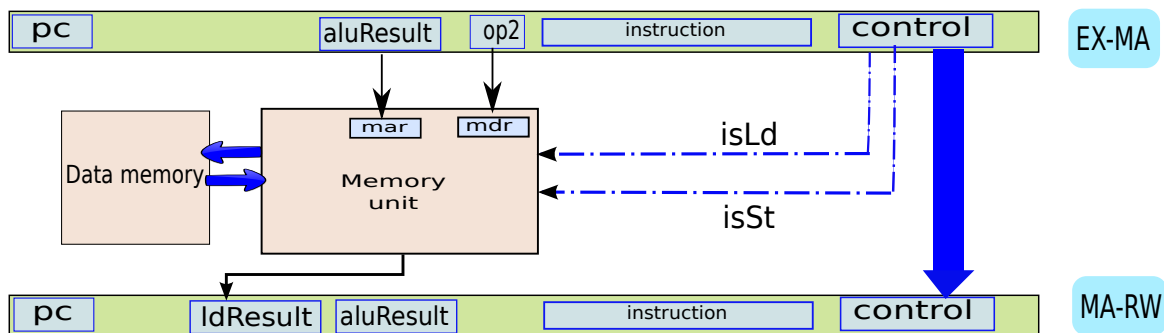 pc
aluResult
op2
instruction
control
EX-MA
mar
mdr
isLd
Data memory
Memory
unit
isSt
pc
ldResult
aluResult
instruction
control
MA-RW